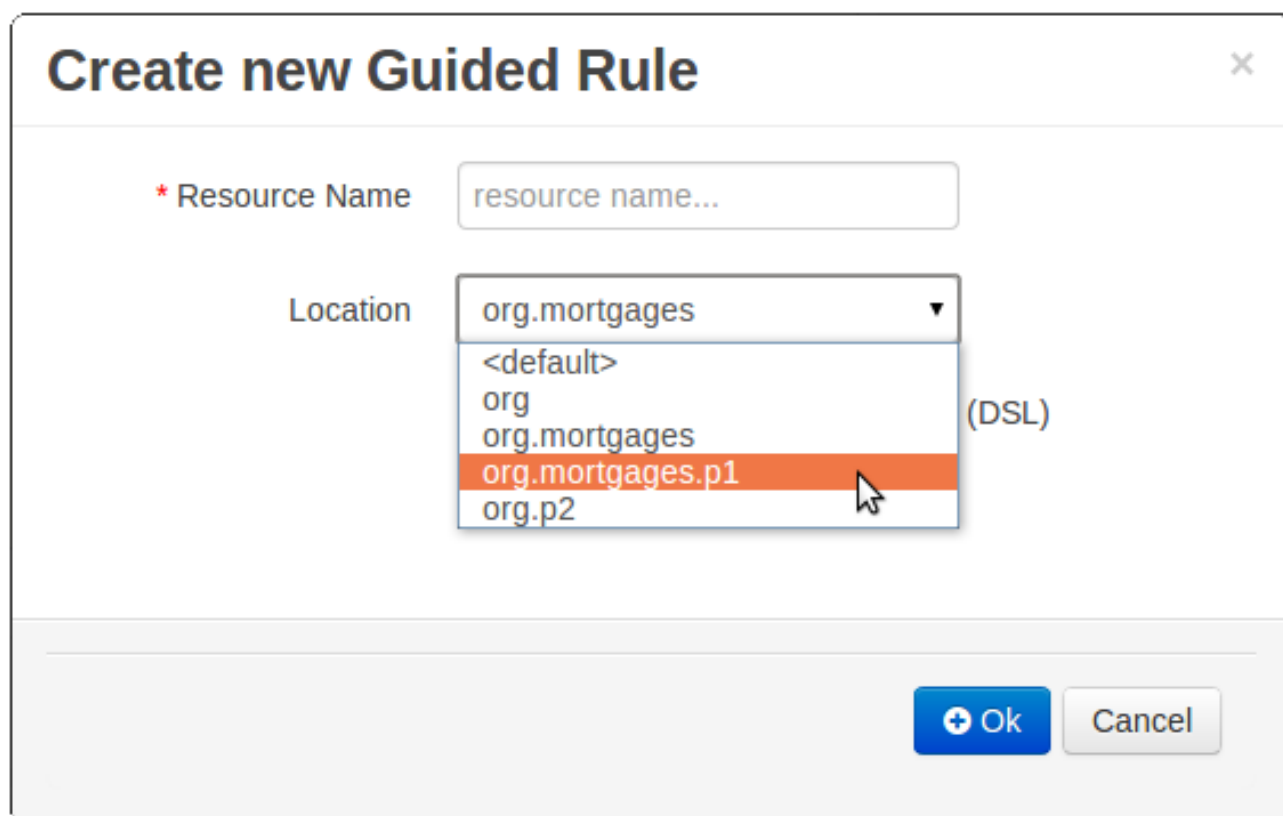 Create new Guided Rule ×
* Resource Name resource name...
Location org.mortgages
<default>
org
(DSL)
org.mortgages
org.mortgages.p1
org.p2
Ok Cancel